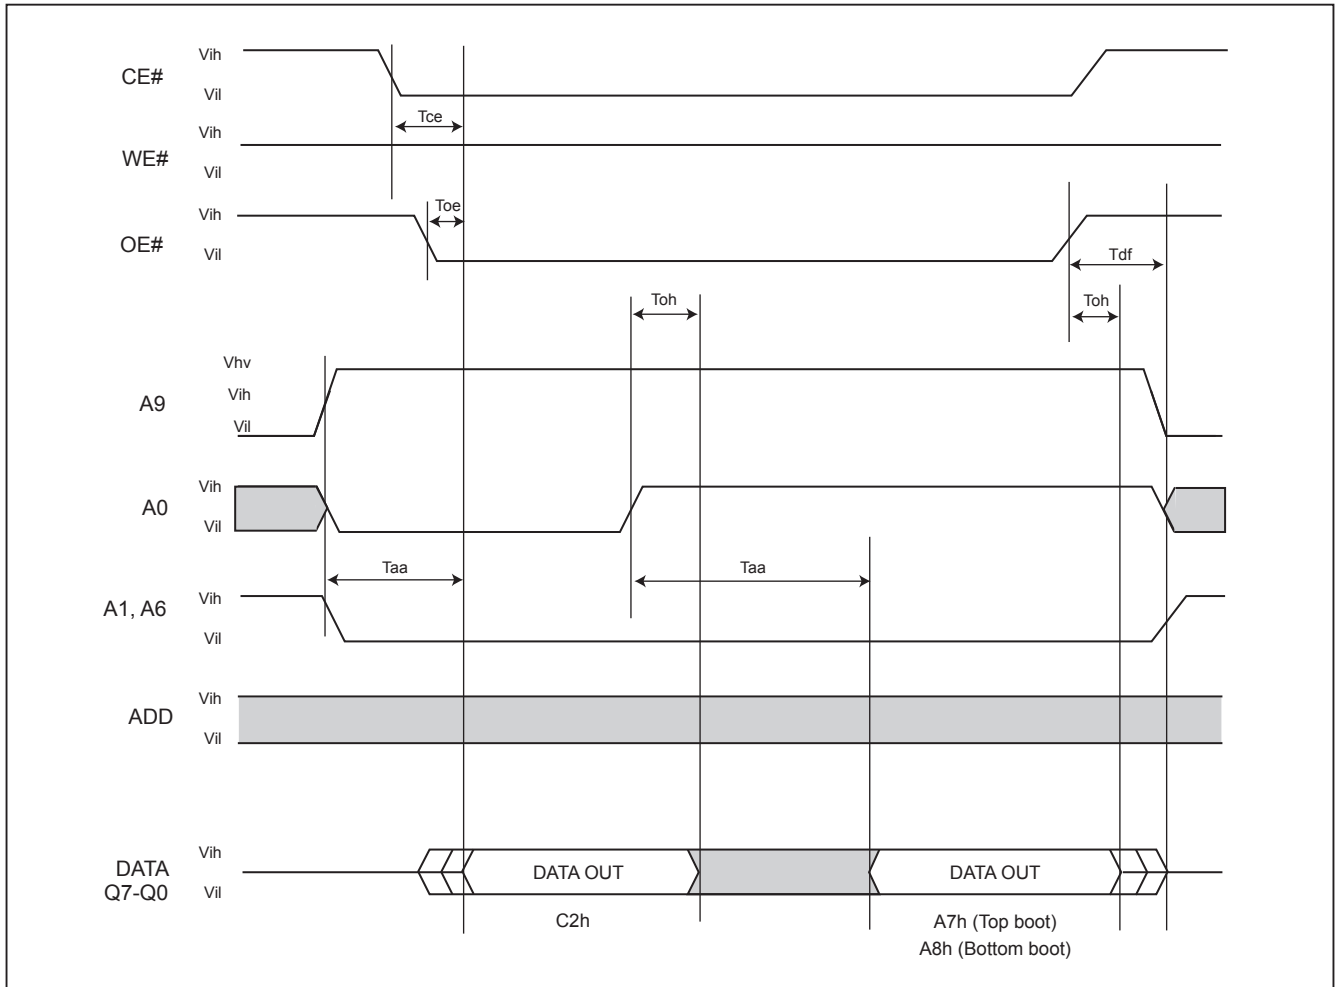 CE#
Vih
Vil
Tce
WE#
Vih
Vil
OE#
Vih
Vil
Toe
Tdf
Toh
Toh
A9
Vhv
Vih
Vil
A0
Vih
Vil
Taa
Taa
A1, A6
Vih
Vil
ADD
Vih
Vil
DATA
Q7-Q0
Vih
Vil
DATA OUT
DATA OUT
C2h
A7h (Top boot)
A8h (Bottom boot)